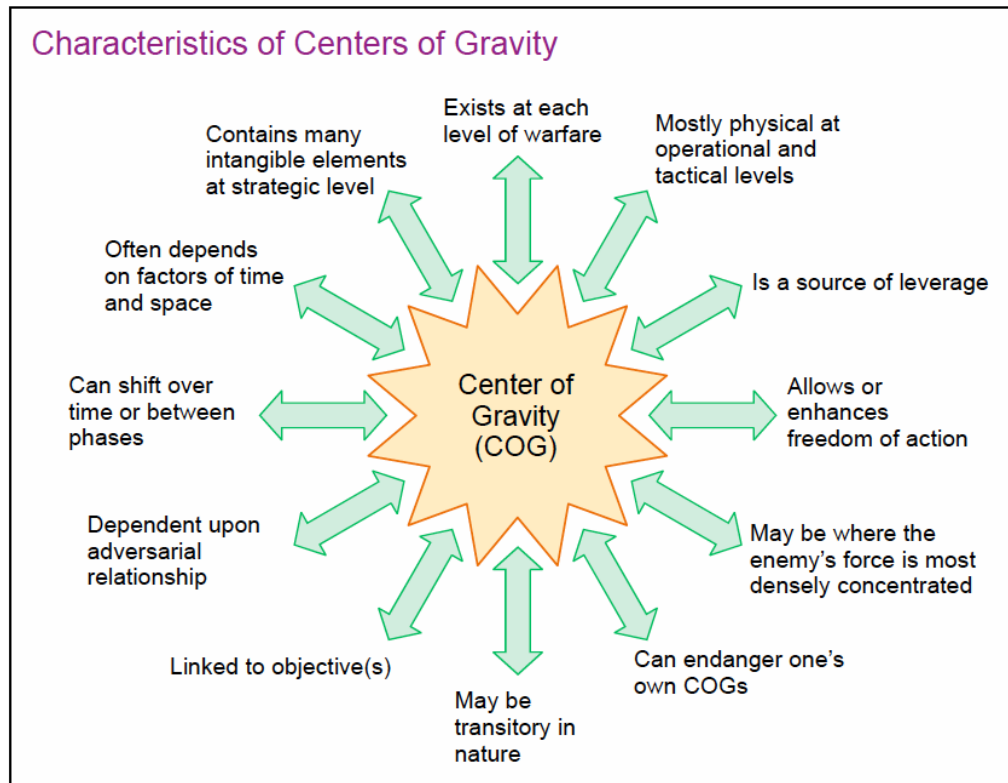 Characteristics of Centers of Gravity
Exists at each
level of warfare
Mostly physical at
operational and
tactical levels
Is a source of leverage
Allows or
enhances
freedom of action
May be where the
enemy's force is most
densely concentrated
Can endanger one's
own COGs
May be
transitory in
nature
Linked to objective(s)
Dependent upon
adversarial
relationship
Can shift over
time or between
phases
Often depends
on factors of time
and space
Contains many
intangible elements
at strategic level
Center of
Gravity
(COG)